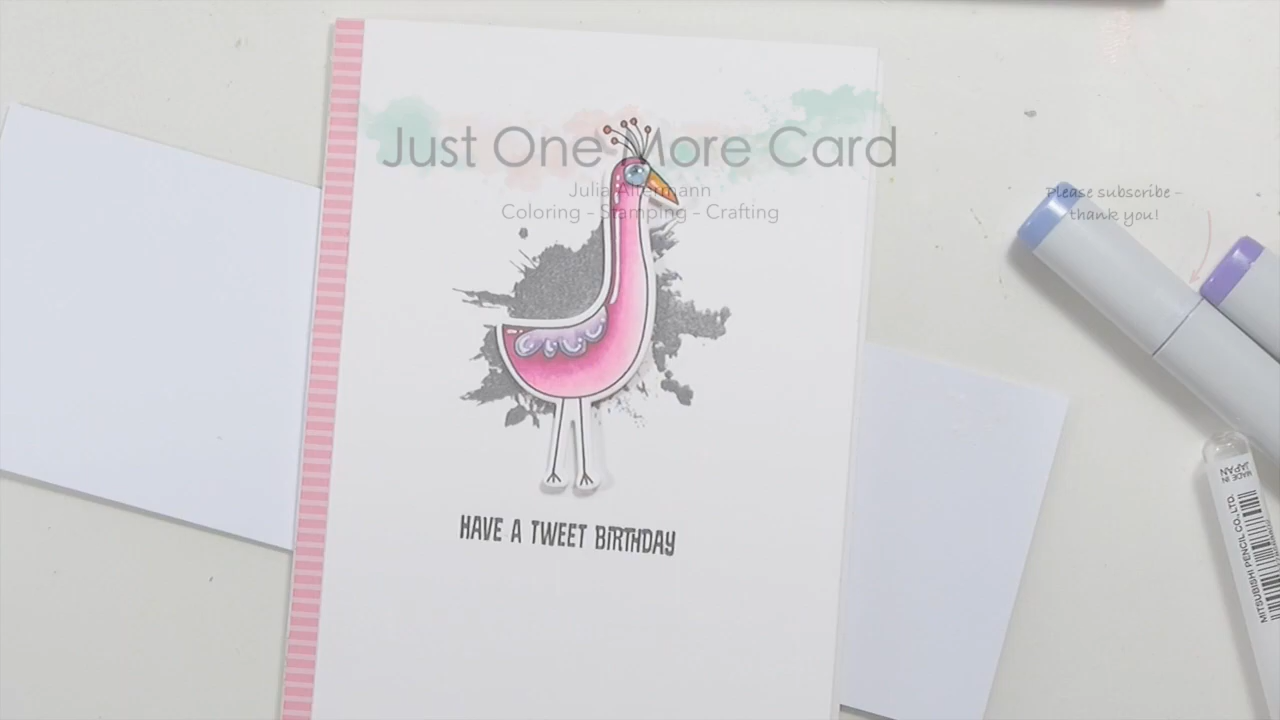 Just One More Card
Julia Altermann
Coloring - Stamping - Crafting
Please subscribe -
thank you!
HAVE A TWEET BIRTHDAY
MADE IN
JAPAN
MITSUBISHI PENCIL CO., LTD.